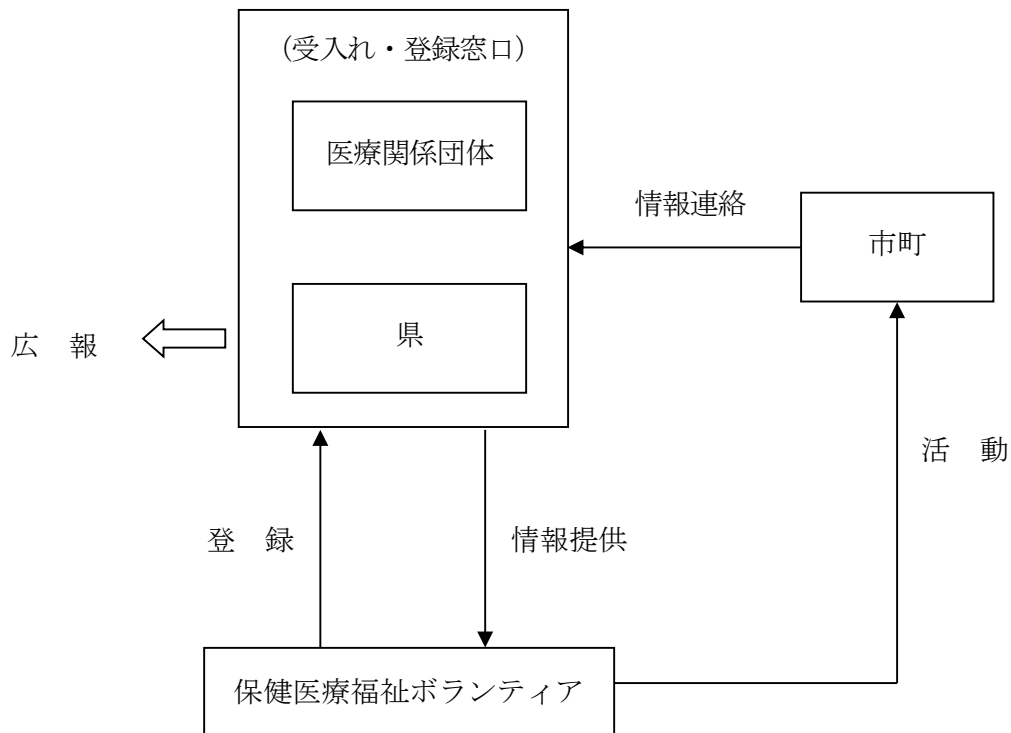 (受入れ・登録窓口)
医療関係団体
情報連絡
市町
県
広　報
活　動
登　録
情報提供
保健医療福祉ボランティア